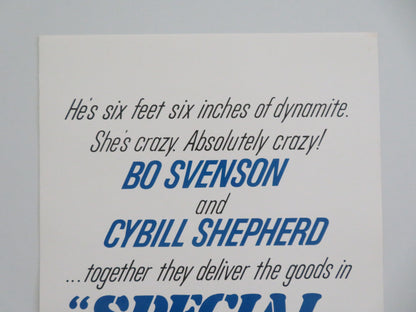 He's six feet six inches of dynamite.
She's crazy. Absolutely crazy!
BO SVENSON
and
CYBILL SHEPHERD
...together they deliver the goods in
“SPECIAL